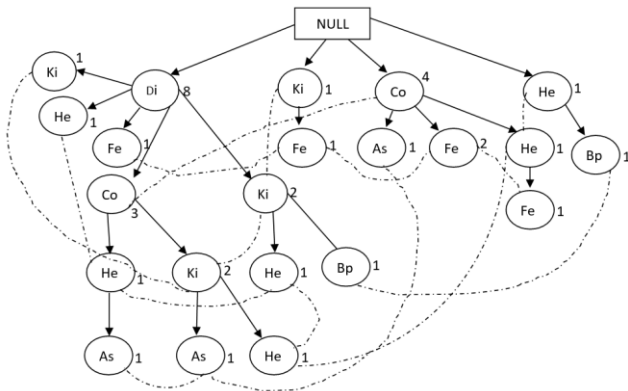 NULL
Ki 1
Di 8
Ki 1
Co 4
He 1
He 1
Fe 1
Fe 1
As 1
Fe 2
He 1
Bp 1
Co 3
Ki 2
Fe 1
He 1
Ki 2
He 1
Bp 1
As 1
As 1
He 1